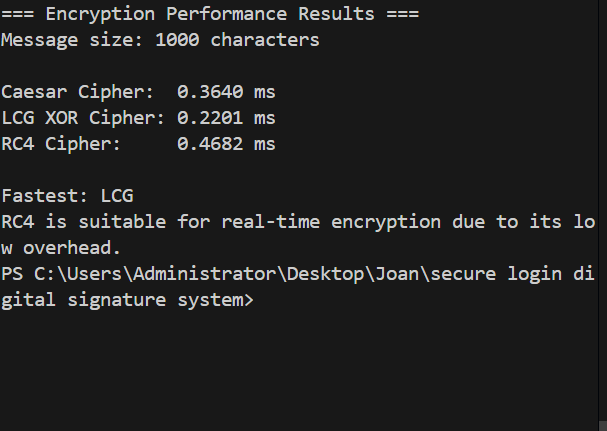 === Encryption Performance Results ===
Message size: 1000 characters
Caesar Cipher:  0.3640 ms
LCG XOR Cipher: 0.2201 ms
RC4 Cipher:     0.4682 ms
Fastest: LCG
RC4 is suitable for real-time encryption due to its lo
w overhead.
PS C:\Users\Administrator\Desktop\Joan\secure login di
gital signature system>